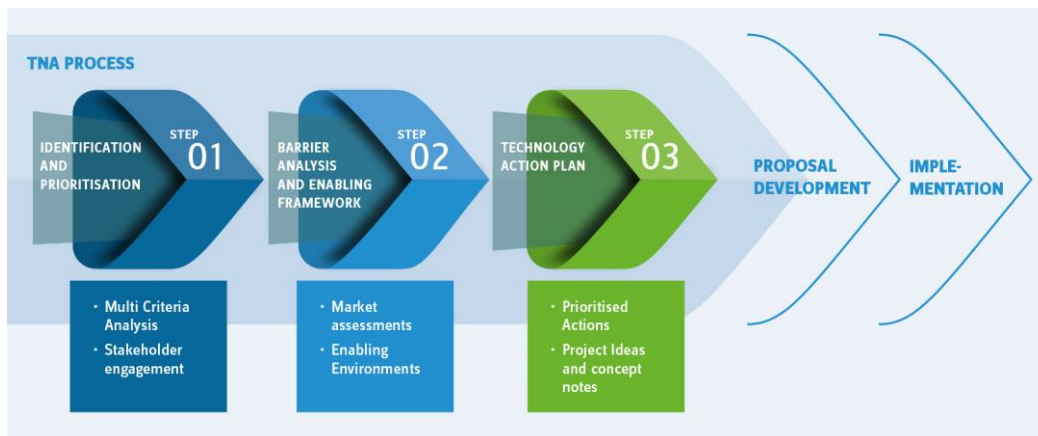 TNA PROCESS
IDENTIFICATION
AND
PRIORITISATION
STEP
01
BARRIER
ANALYSIS
AND ENABLING
FRAMEWORK
STEP
02
TECHNOLOGY
ACTION PLAN
STEP
03
PROPOSAL
DEVELOPMENT
IMPLE-
MENTATION
• Multi Criteria
Analysis
• Stakeholder
engagement
• Market
assessments
• Enabling
Environments
• Prioritised
Actions
• Project Ideas
and concept
notes